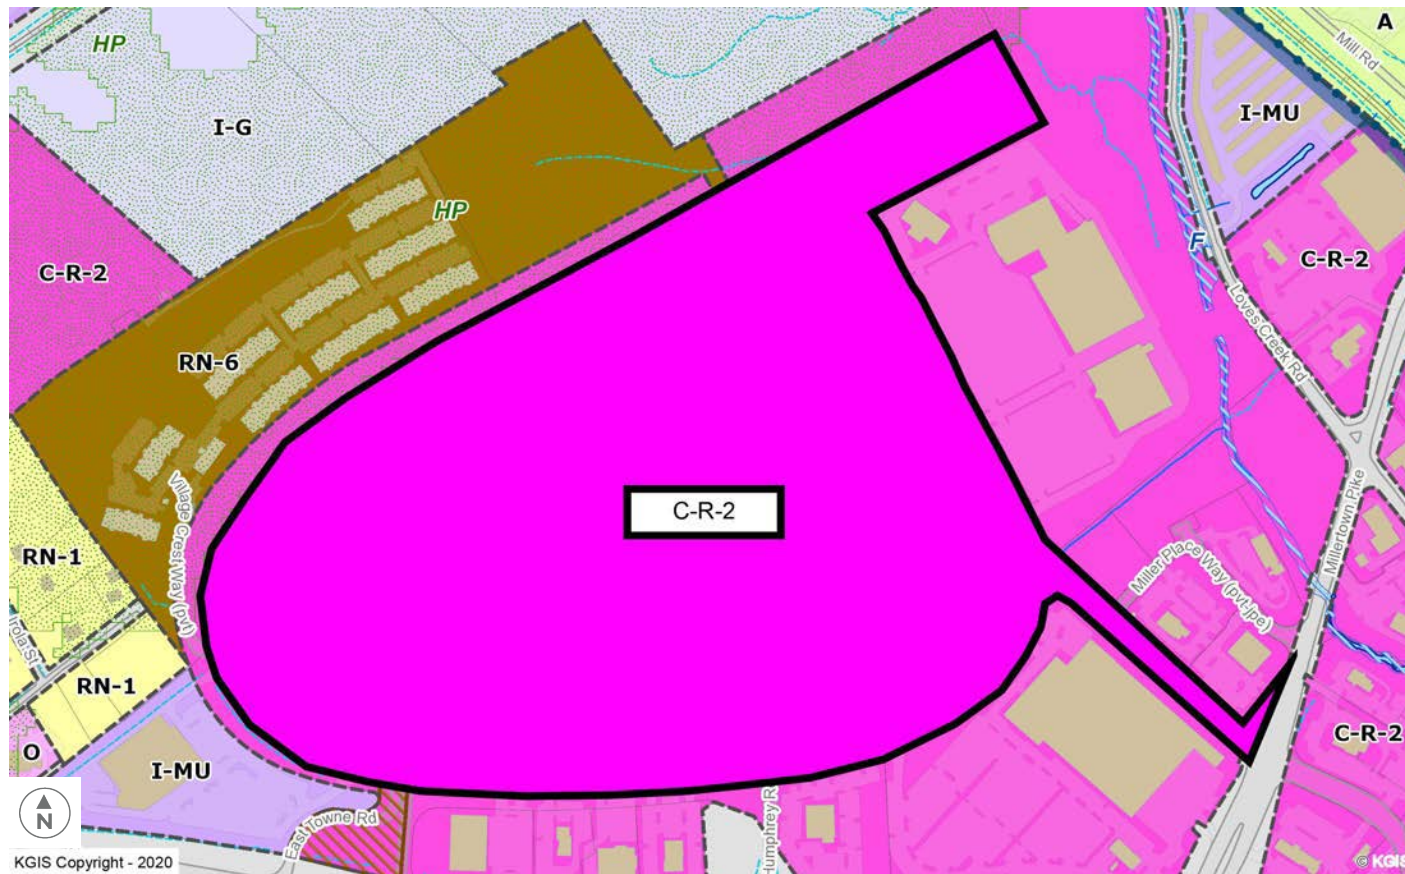 A
HP
Mill Rd
I-MU
I-G
HP
F
C-R-2
C-R-2
Loves Creek Rd
RN-6
C-R-2
Village Crest Way (pvt)
Millertown Pike
RN-1
Miller Place Way (pvt-jpe)
Irola St
RN-1
C-R-2
O
I-MU
N
East Towne Rd
Humphrey R
KGIS Copyright - 2020
© KGIS